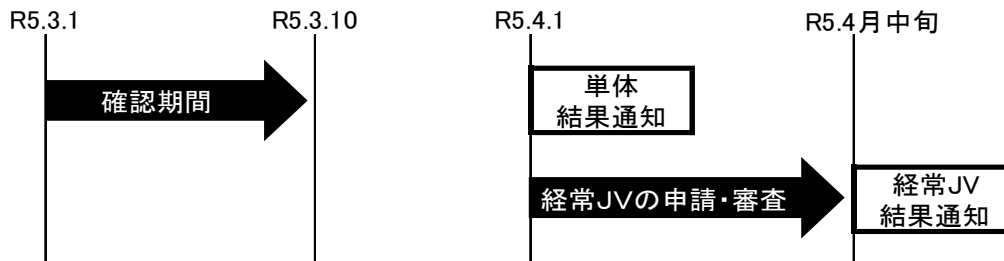 R5.3.1
R5.3.10
R5.4.1
R5.4月中旬
確認期間
単体
結果通知
経常JVの申請・審査
経常JV
結果通知